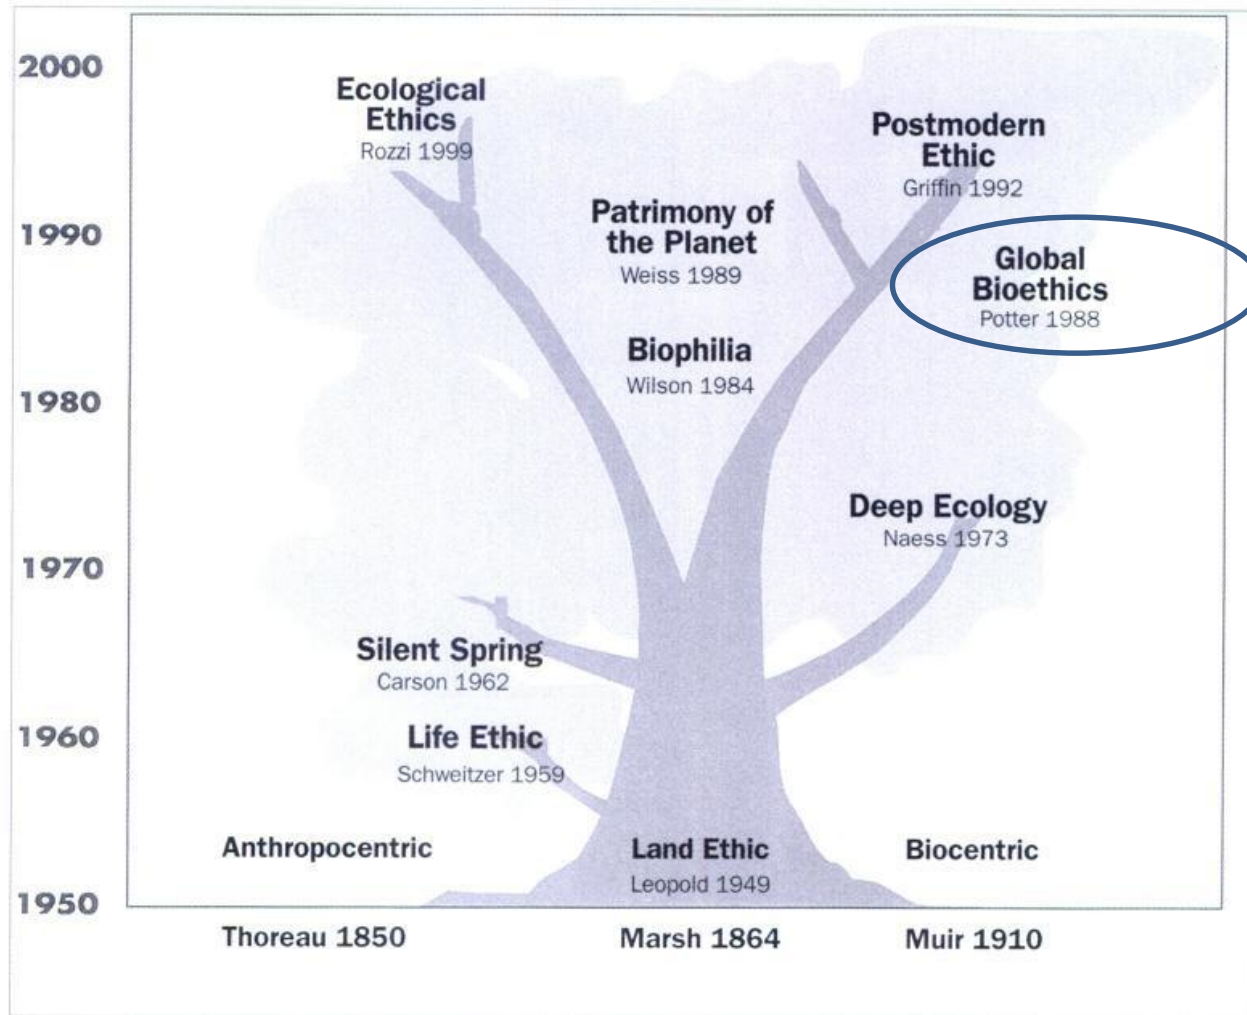 2000
Ecological
Ethics
Rozzi 1999
Postmodern
Ethic
Griffin 1992
Patrimony of
the Planet
Weiss 1989
1990
Global
Bioethics
Potter 1988
Biophilia
Wilson 1984
1980
Deep Ecology
Naess 1973
1970
Silent Spring
Carson 1962
1960
Life Ethic
Schweitzer 1959
Anthropocentric
Land Ethic
Leopold 1949
Biocentric
1950
Thoreau 1850
Marsh 1864
Muir 1910